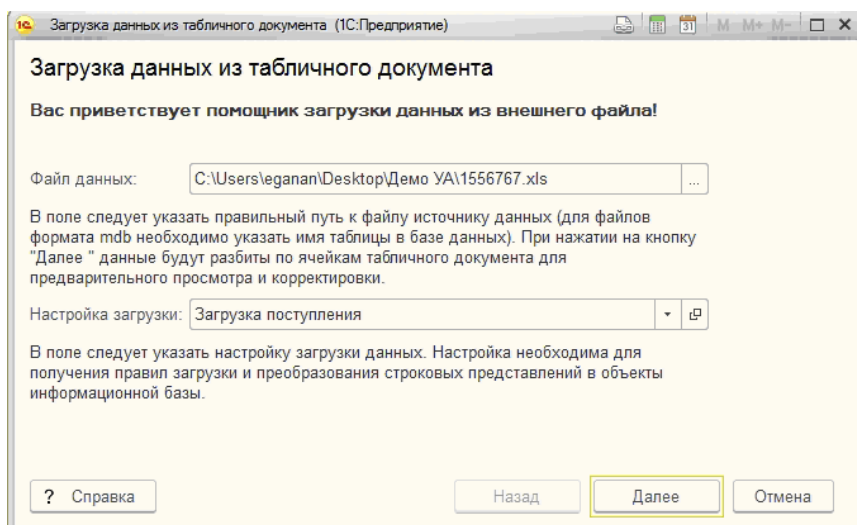 1С Загрузка данных из табличного документа (1С:Предприятие) 31 M M+ M-
Загрузка данных из табличного документа
Вас приветствует помощник загрузки данных из внешнего файла!
Файл данных: C:\Users\eganan\Desktop\Демо УА\1556767.xls ...
В поле следует указать правильный путь к файлу источнику данных (для файлов
формата mdb необходимо указать имя таблицы в базе данных). При нажатии на кнопку
"Далее " данные будут разбиты по ячейкам табличного документа для
предварительного просмотра и корректировки.
Настройка загрузки: Загрузка поступления
В поле следует указать настройку загрузки данных. Настройка необходима для
получения правил загрузки и преобразования строковых представлений в объекты
информационной базы.
? Справка Назад Далее Отмена